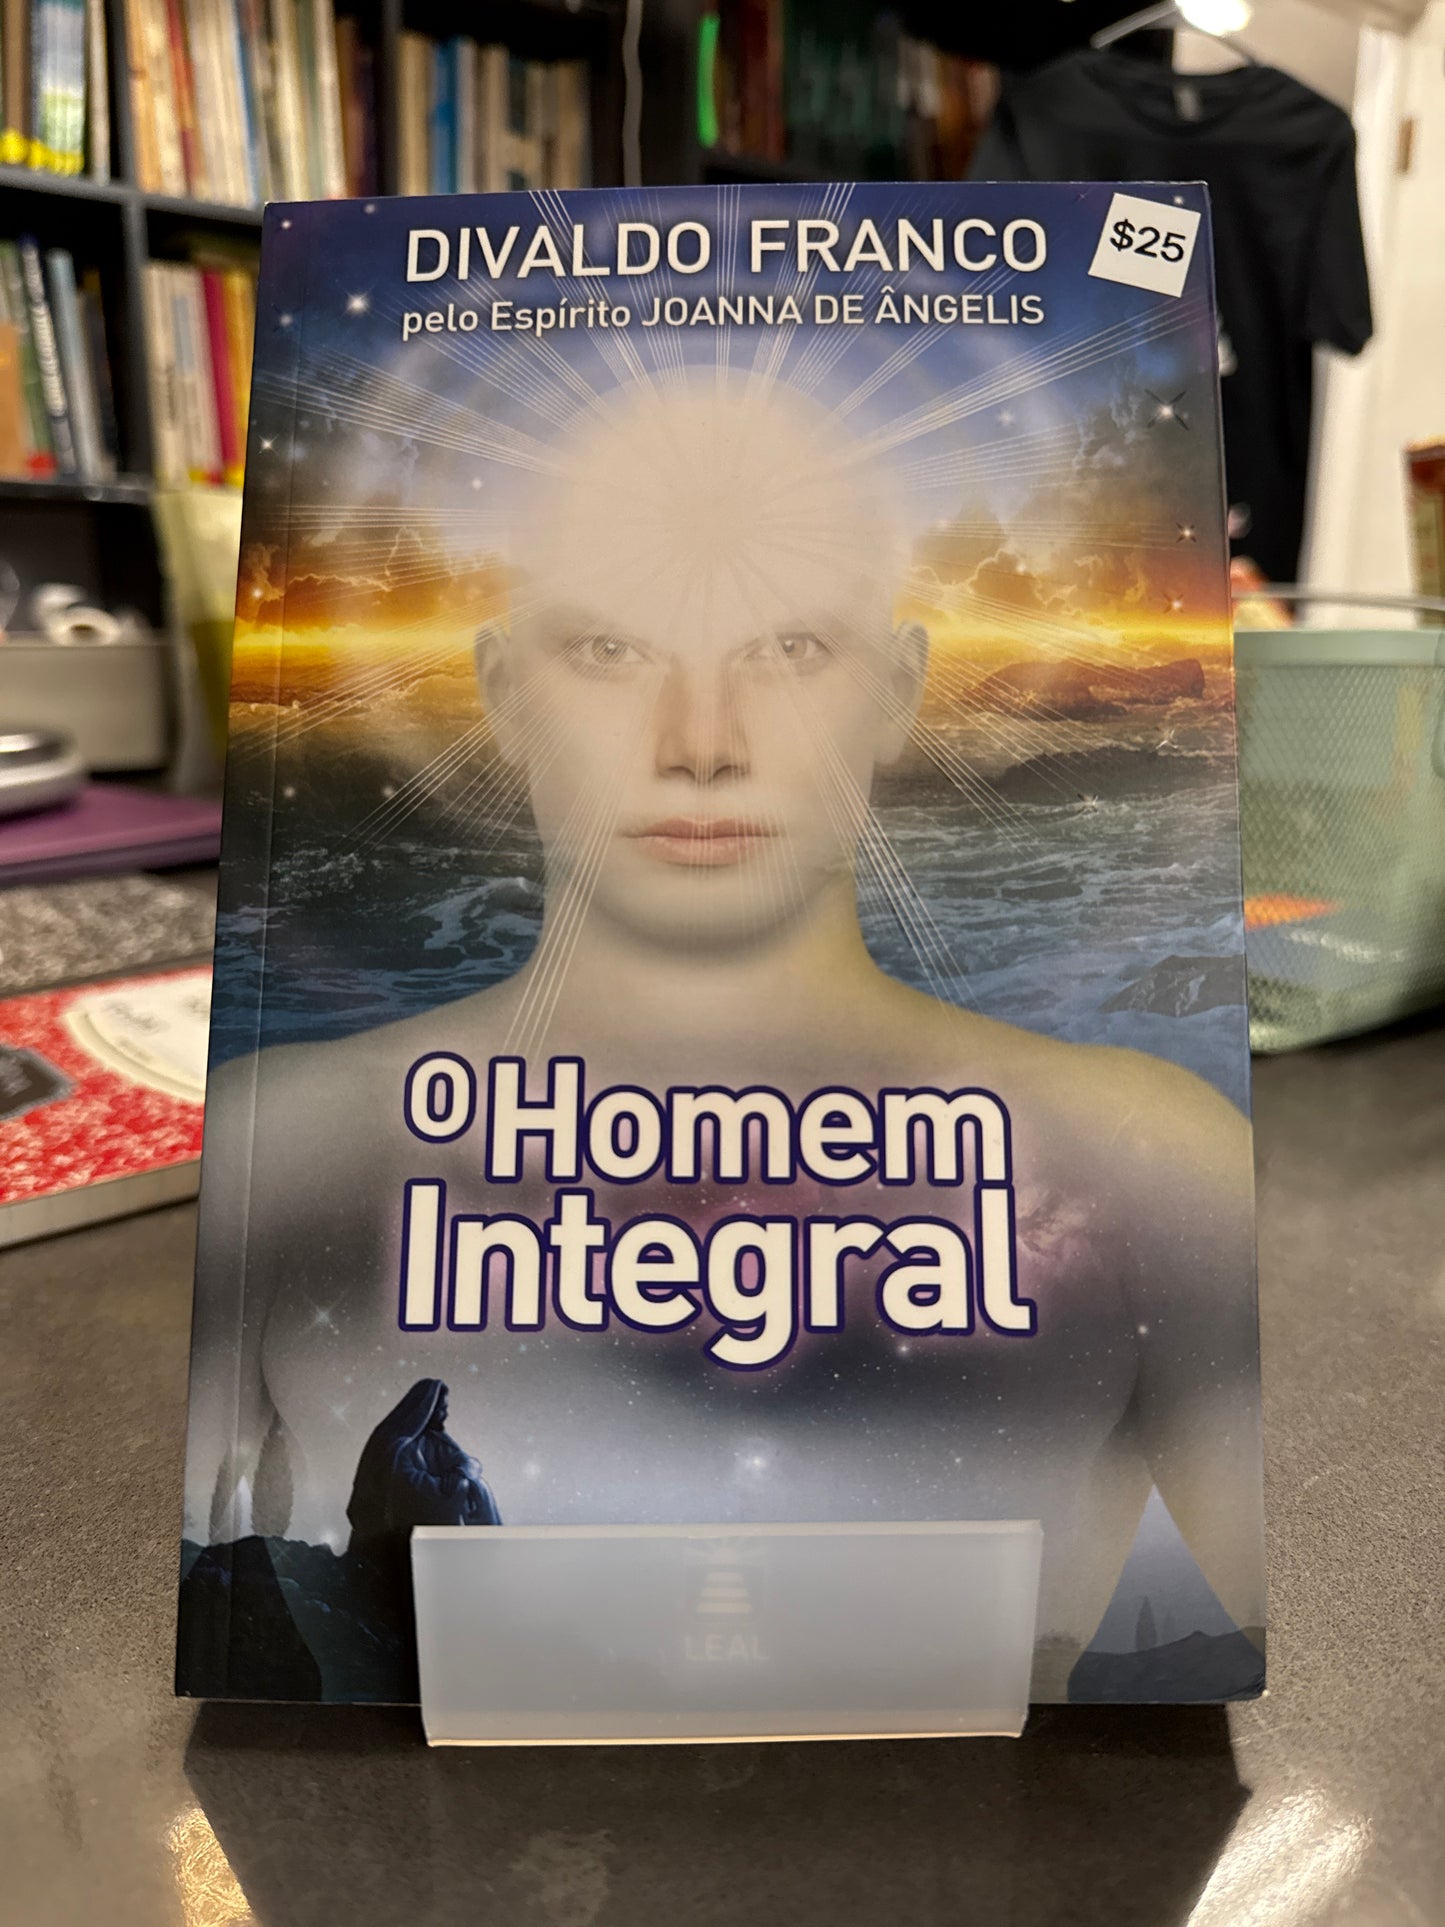 DIVALDO FRANCO
$25
pelo Espírito JOANNA DE ÂNGELIS
O Homem
Integral
LEAL